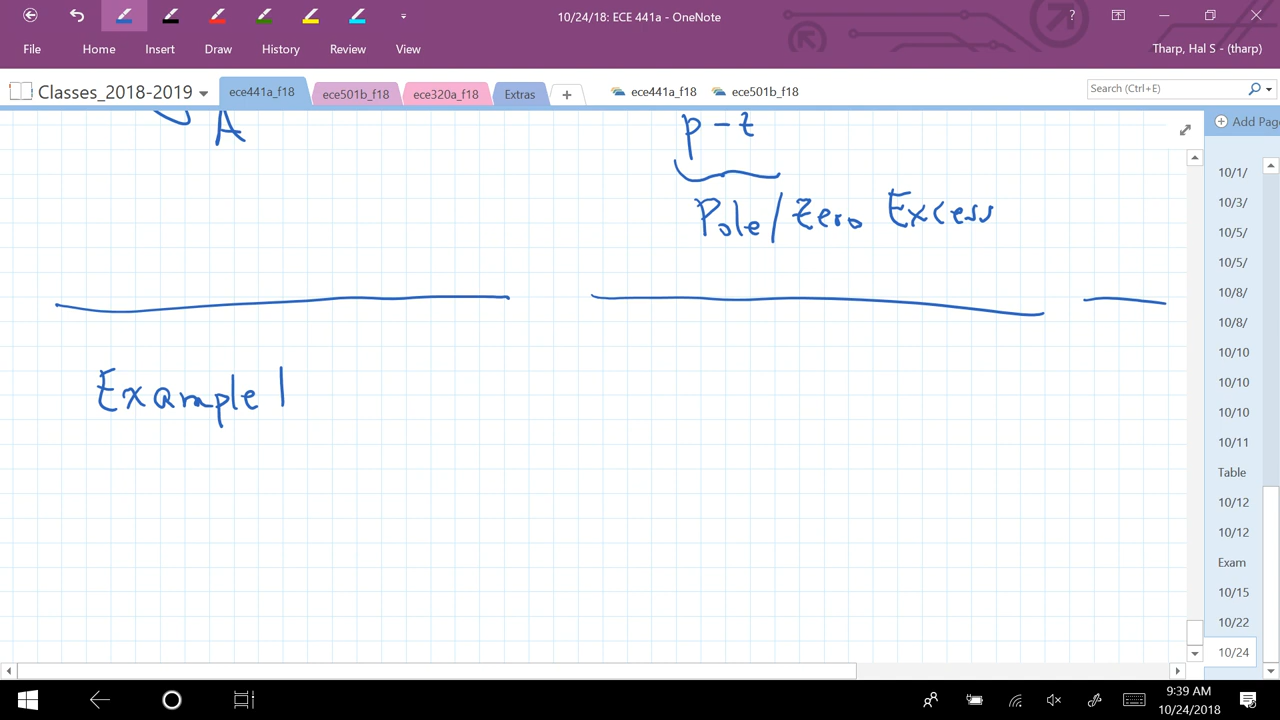 10/24/18: ECE 441a - OneNote
?
File
Home
Insert
Draw
History
Review
View
Tharp, Hal S - (tharp)
Classes_2018-2019
ece441a_f18
ece501b_f18
ece320a_f18
Extras
+
ece441a_f18
ece501b_f18
Search (Ctrl+E)
Add Pag
A
p - z
Pole/Zero Excess
Example 1
10/1/
10/3/
10/5/
10/5/
10/8/
10/8/
10/10
10/10
10/10
10/11
Table
10/12
10/12
Exam
10/15
10/22
10/24
9:39 AM
10/24/2018